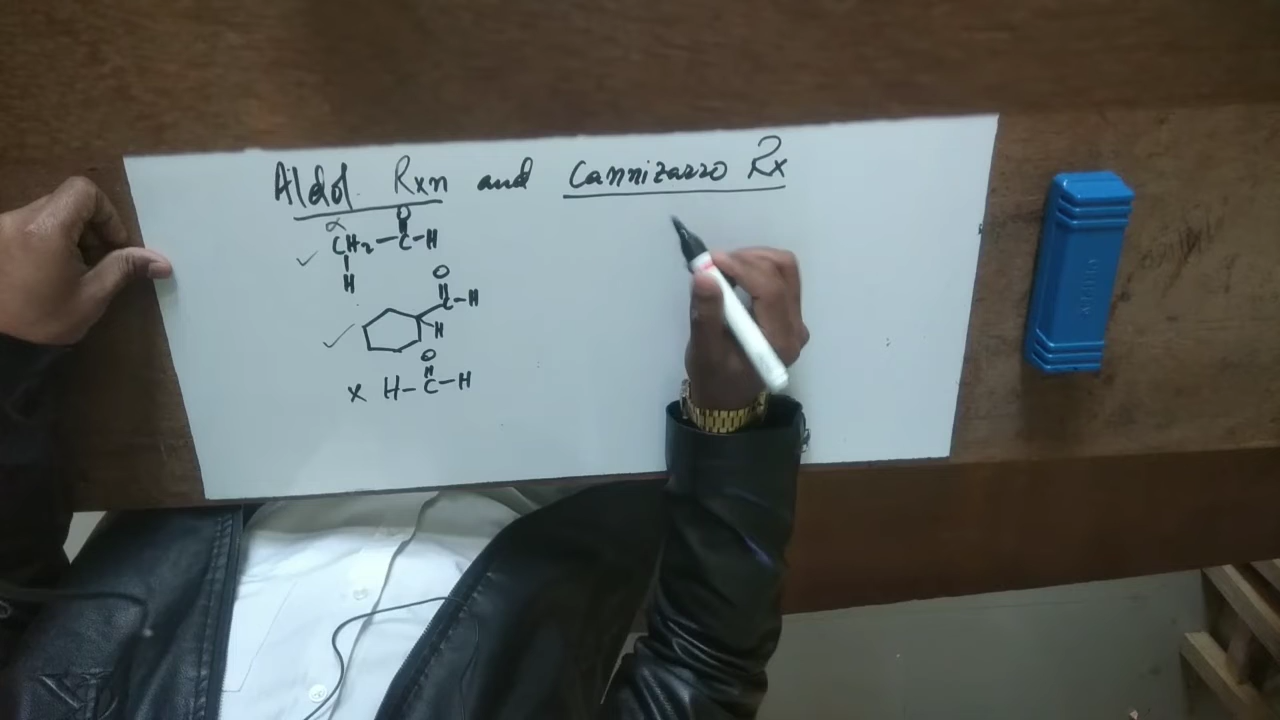 Aldol Rxn and Cannizarro Rx
α O
✓ CH₂-C-H
H
O
C-H
✓ H
O
x H-C-H